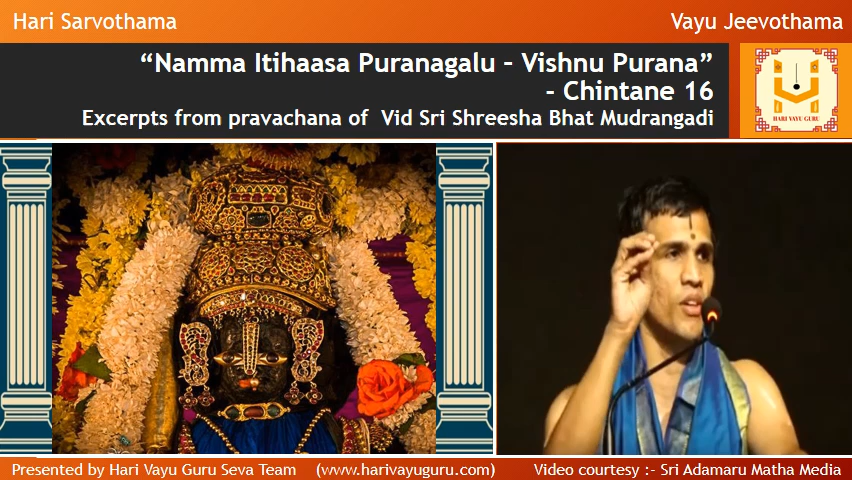 Hari Sarvothama
Vayu Jeevothama
“Namma Itihaasa Puranagalu – Vishnu Purana”
- Chintane 16
Excerpts from pravachana of Vid Sri Shreesha Bhat Mudrangadi
HARI VAYU GURU
Presented by Hari Vayu Guru Seva Team (www.harivayuguru.com)
Video courtesy :- Sri Adamaru Matha Media